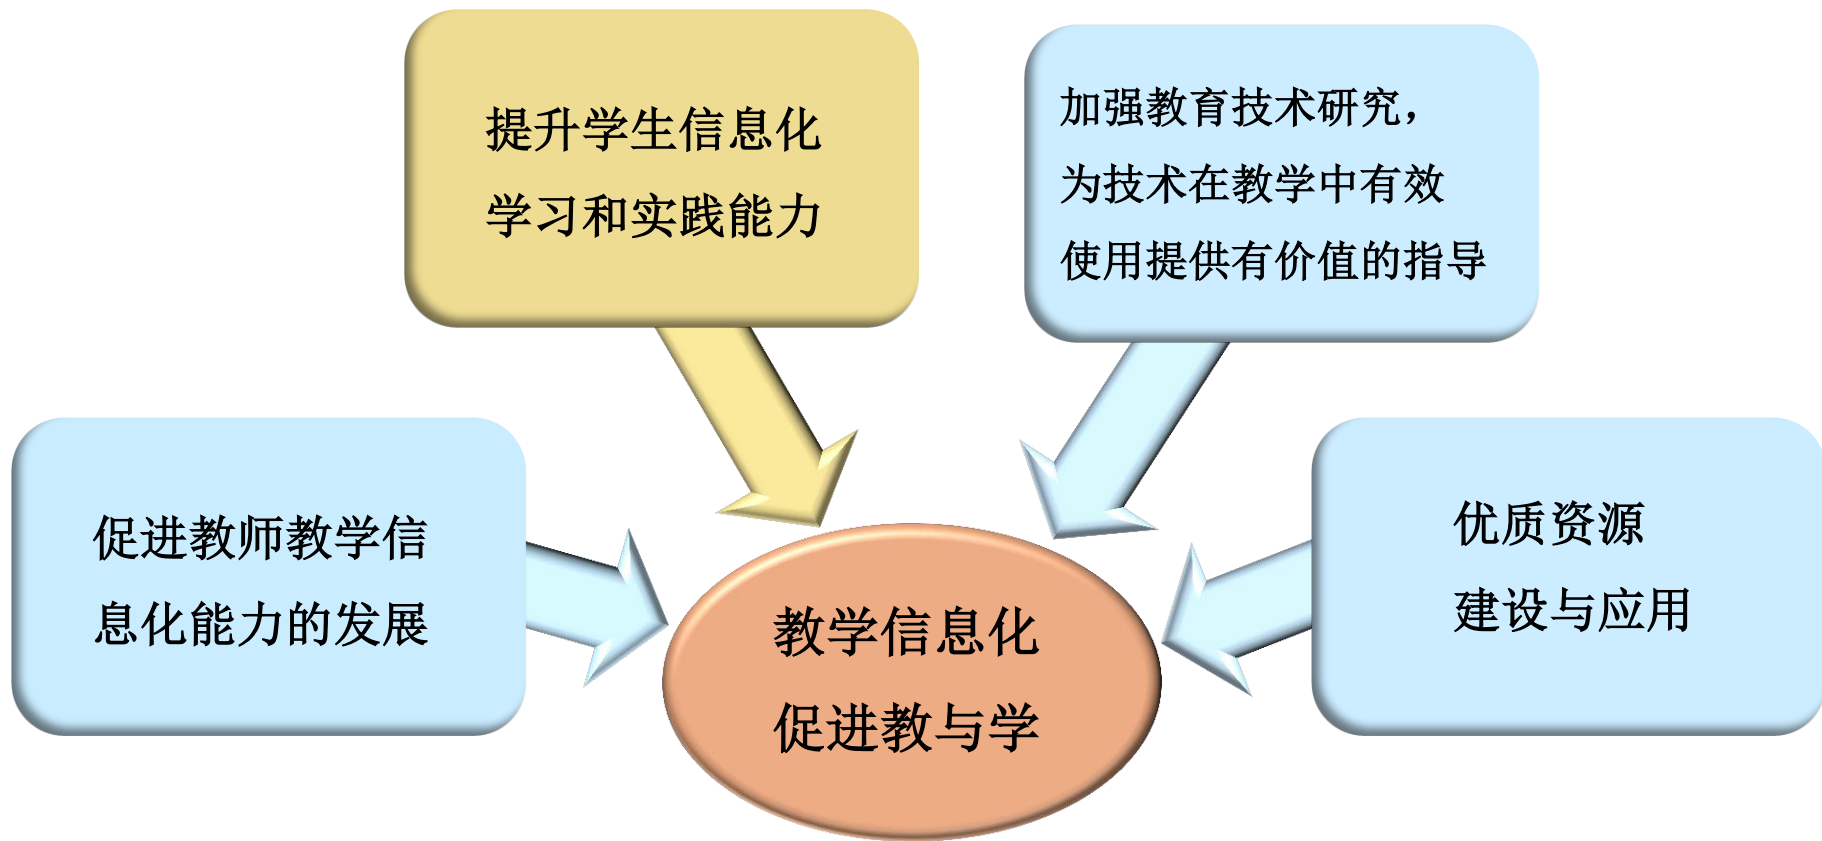 提升学生信息化
学习和实践能力
加强教育技术研究，
为技术在教学中有效
使用提供有价值的指导
促进教师教学信
息化能力的发展
优质资源
建设与应用
教学信息化
促进教与学